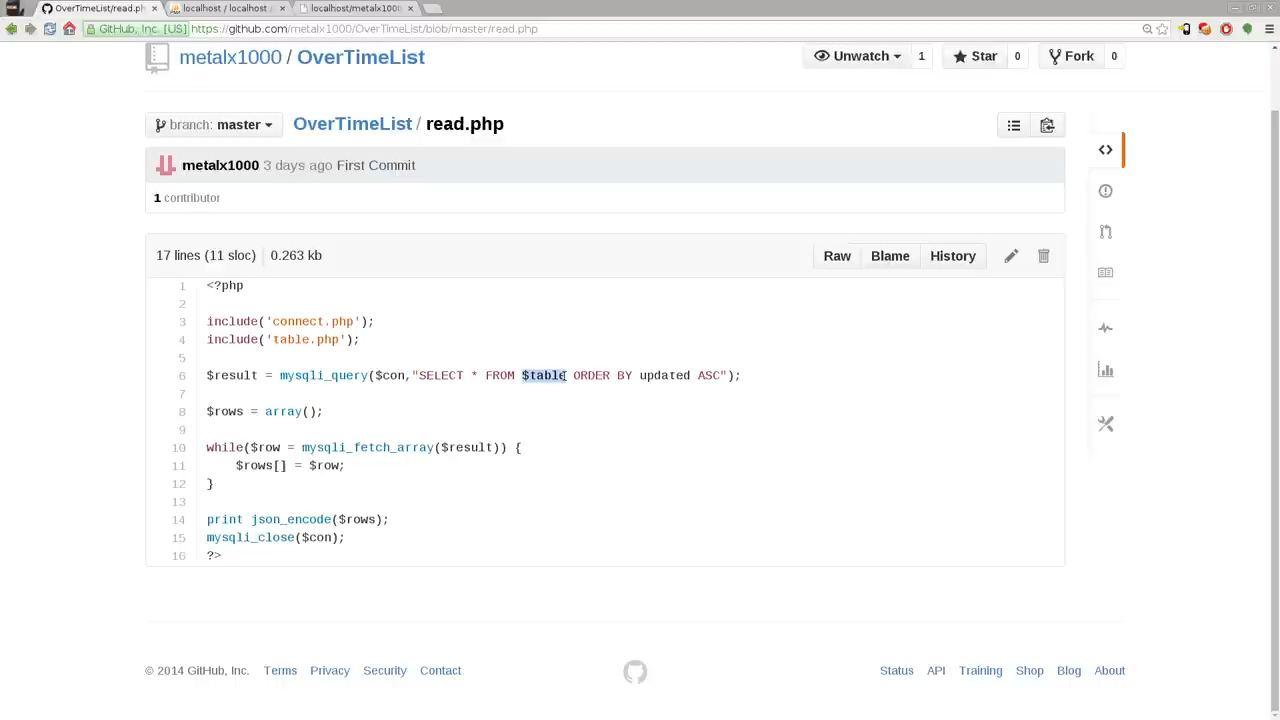 OverTimeList/read.ph
localhost / localhost /
localhost/metalx1000
GitHub, Inc. [US] https://github.com/metalx1000/OverTimeList/blob/master/read.php
metalx1000 / OverTimeList
Unwatch 1
Star 0
Fork 0
branch: master
OverTimeList / read.php
metalx1000 3 days ago First Commit
1 contributor
17 lines (11 sloc) 0.263 kb
Raw Blame History
1 <?php
2
3 include('connect.php');
4 include('table.php');
5
6 $result = mysqli_query($con,"SELECT * FROM $table ORDER BY updated ASC");
7
8 $rows = array();
9
10 while($row = mysqli_fetch_array($result)) {
11 $rows[] = $row;
12 }
13
14 print json_encode($rows);
15 mysqli_close($con);
16 ?>
© 2014 GitHub, Inc. Terms Privacy Security Contact
Status API Training Shop Blog About